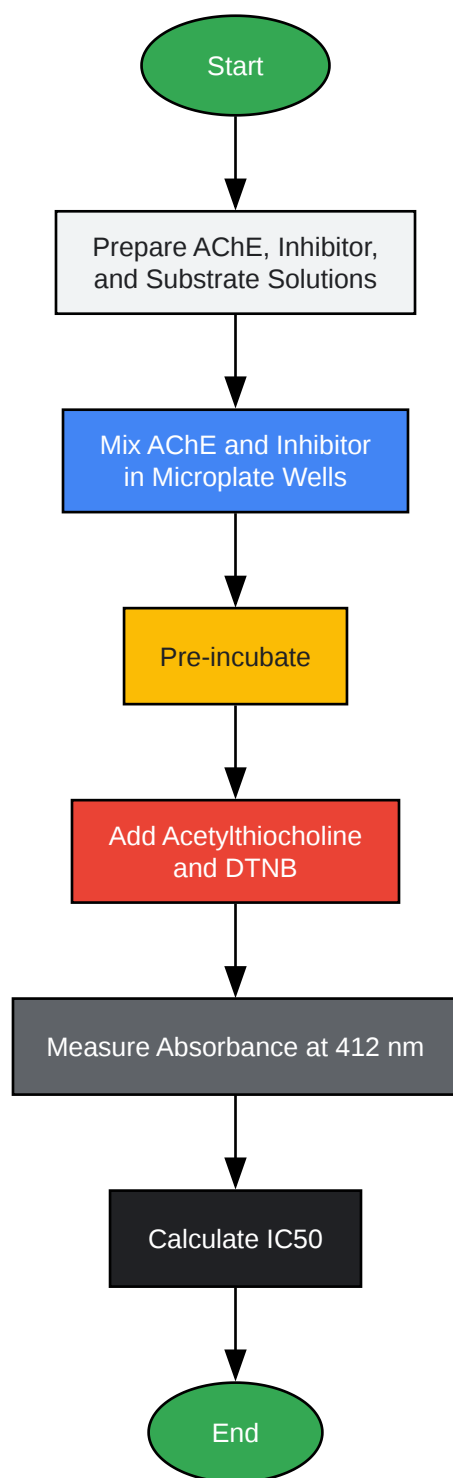 Start
Prepare AChE, Inhibitor,
and Substrate Solutions
Mix AChE and Inhibitor
in Microplate Wells
Pre-incubate
Add Acetylthiocholine
and DTNB
Measure Absorbance at 412 nm
Calculate IC50
End